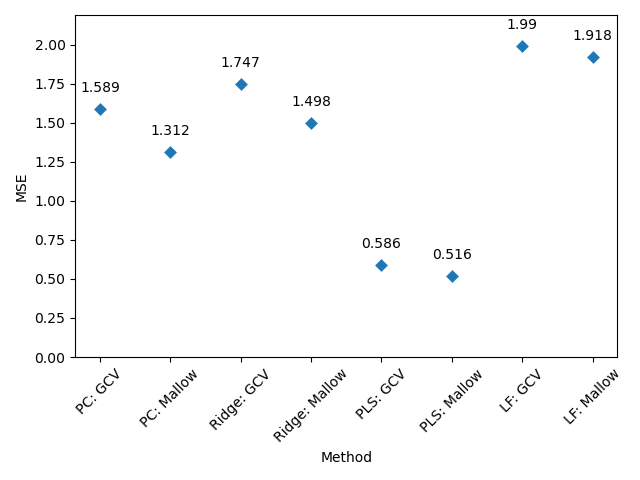 1.99
1.918
2.00
1.747
1.75
1.589
1.498
1.50
1.312
1.25
MSE
1.00
0.75
0.586
0.516
0.50
0.25
0.00
PC: GCV
PC: Mallow
Ridge: GCV
Ridge: Mallow
PLS: GCV
PLS: Mallow
LF: GCV
LF: Mallow
Method